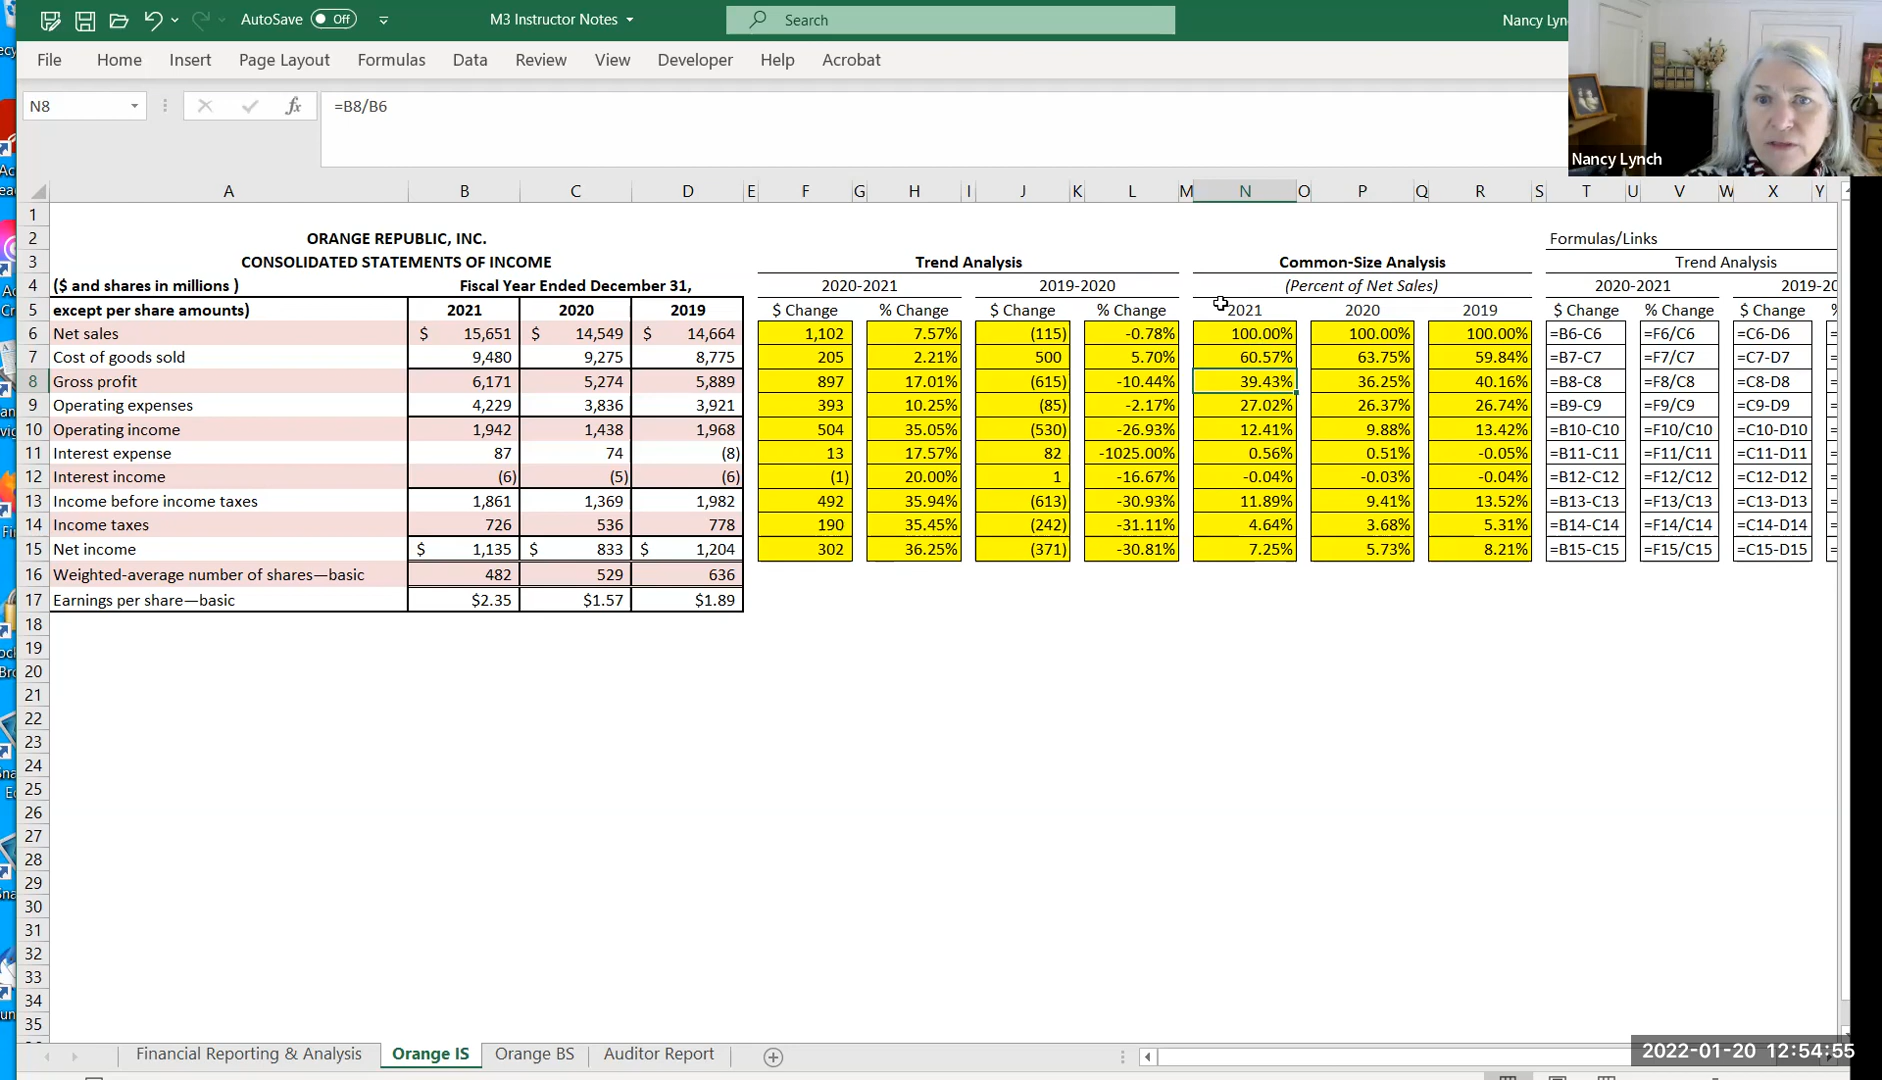 AutoSave Off M3 Instructor Notes Search Nancy Lyn
File Home Insert Page Layout Formulas Data Review View Developer Help Acrobat
N8 fx =B8/B6
Nancy Lynch
A B C D E F G H I J K L M N O P Q R S T U V W X Y
1
2 ORANGE REPUBLIC, INC. Formulas/Links
3 CONSOLIDATED STATEMENTS OF INCOME Trend Analysis Common-Size Analysis Trend Analysis
4 ($ and shares in millions ) Fiscal Year Ended December 31, 2020-2021 2019-2020 (Percent of Net Sales) 2020-2021 2019-20
5 except per share amounts) 2021 2020 2019 $ Change % Change $ Change % Change 2021 2020 2019 $ Change % Change $ Change
6 Net sales $ 15,651 $ 14,549 $ 14,664 1,102 7.57% (115) -0.78% 100.00% 100.00% 100.00% =B6-C6 =F6/C6 =C6-D6 =
7 Cost of goods sold 9,480 9,275 8,775 205 2.21% 500 5.70% 60.57% 63.75% 59.84% =B7-C7 =F7/C7 =C7-D7 =
8 Gross profit 6,171 5,274 5,889 897 17.01% (615) -10.44% 39.43% 36.25% 40.16% =B8-C8 =F8/C8 =C8-D8 =
9 Operating expenses 4,229 3,836 3,921 393 10.25% (85) -2.17% 27.02% 26.37% 26.74% =B9-C9 =F9/C9 =C9-D9 =
10 Operating income 1,942 1,438 1,968 504 35.05% (530) -26.93% 12.41% 9.88% 13.42% =B10-C10 =F10/C10 =C10-D10 =
11 Interest expense 87 74 (8) 13 17.57% 82 -1025.00% 0.56% 0.51% -0.05% =B11-C11 =F11/C11 =C11-D11 =
12 Interest income (6) (5) (6) (1) 20.00% 1 -16.67% -0.04% -0.03% -0.04% =B12-C12 =F12/C12 =C12-D12 =
13 Income before income taxes 1,861 1,369 1,982 492 35.94% (613) -30.93% 11.89% 9.41% 13.52% =B13-C13 =F13/C13 =C13-D13 =
14 Income taxes 726 536 778 190 35.45% (242) -31.11% 4.64% 3.68% 5.31% =B14-C14 =F14/C14 =C14-D14 =
15 Net income $ 1,135 $ 833 $ 1,204 302 36.25% (371) -30.81% 7.25% 5.73% 8.21% =B15-C15 =F15/C15 =C15-D15 =
16 Weighted-average number of shares—basic 482 529 636
17 Earnings per share—basic $2.35 $1.57 $1.89
18
19
20
21
22
23
24
25
26
27
28
29
30
31
32
33
34
35
Financial Reporting & Analysis Orange IS Orange BS Auditor Report
2022-01-20 12:54:55